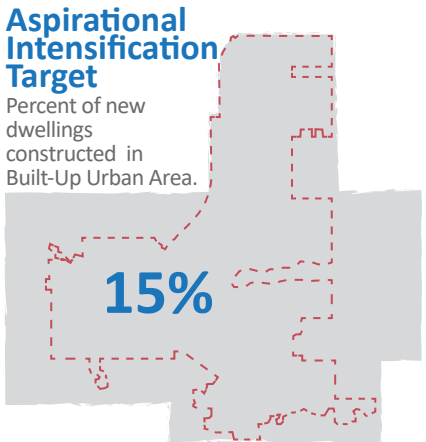 Aspirational
Intensification
Target
Percent of new
dwellings
constructed in
Built-Up Urban Area.
15%